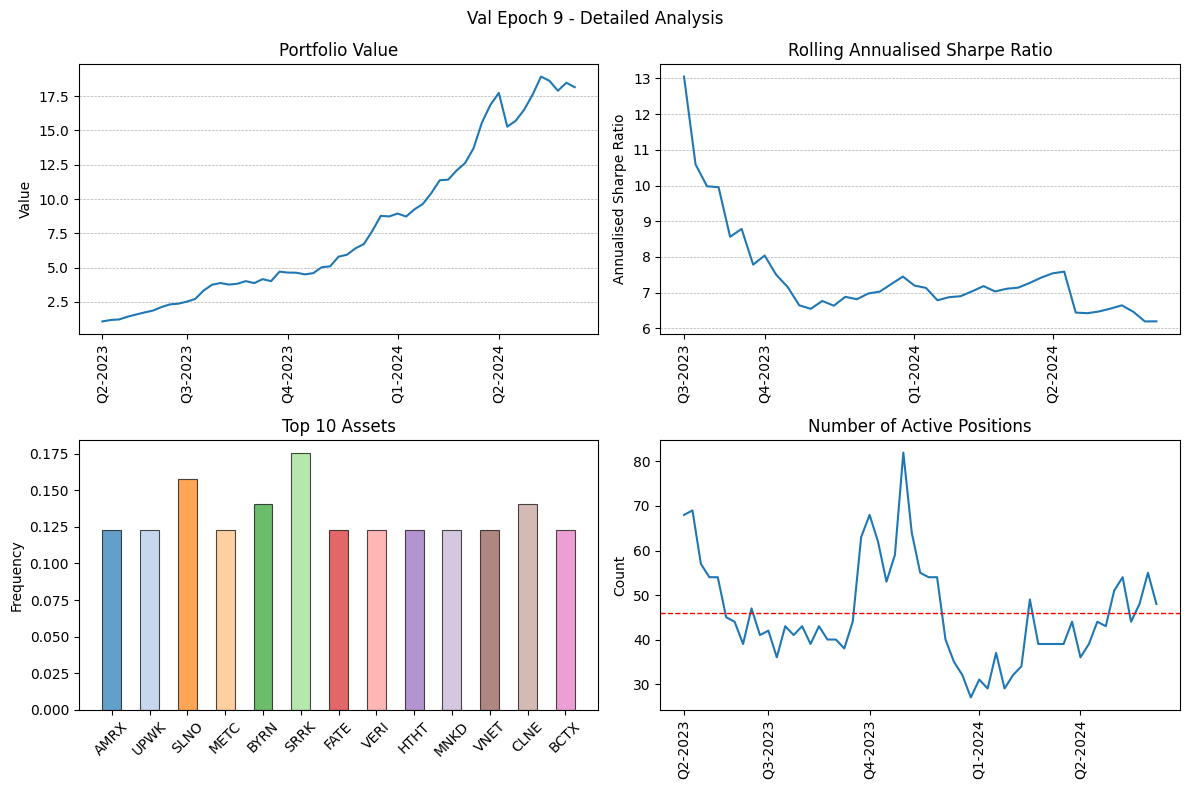 Val Epoch 9 - Detailed Analysis
Portfolio Value
Value
17.5
15.0
12.5
10.0
7.5
5.0
2.5
Q2-2023
Q3-2023
Q4-2023
Q1-2024
Q2-2024
Rolling Annualised Sharpe Ratio
Annualised Sharpe Ratio
13
12
11
10
9
8
7
6
Q3-2023
Q4-2023
Q1-2024
Q2-2024
Top 10 Assets
Frequency
0.175
0.150
0.125
0.100
0.075
0.050
0.025
0.000
AMRX
UPWK
SLNO
METC
BYRN
SRRK
FATE
VERI
HTHT
MNKD
VNET
CLNE
BCTX
Number of Active Positions
Count
80
70
60
50
40
30
Q2-2023
Q3-2023
Q4-2023
Q1-2024
Q2-2024